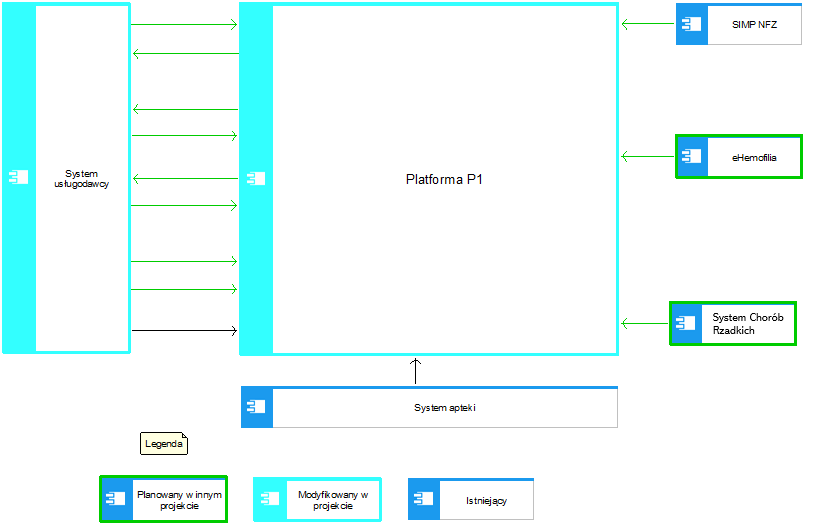 SIMP NFZ
eHemofilia
System
usługodawcy
Platforma P1
System Chorób
Rzadkich
System apteki
Legenda
Planowany w innym
projekcie
Modyfikowany w
projekcie
Istniejący